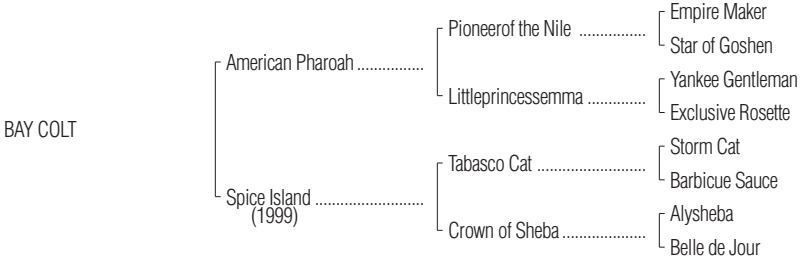 Empire Maker
Pioneerof the Nile ................
Star of Goshen
American Pharoah ................
Yankee Gentleman
Littleprincessemma ..............
Exclusive Rosette
BAY COLT
Storm Cat
Tabasco Cat ..........................
Barbicue Sauce
Spice Island ..........................
(1999)
Alysheba
Crown of Sheba ....................
Belle de Jour